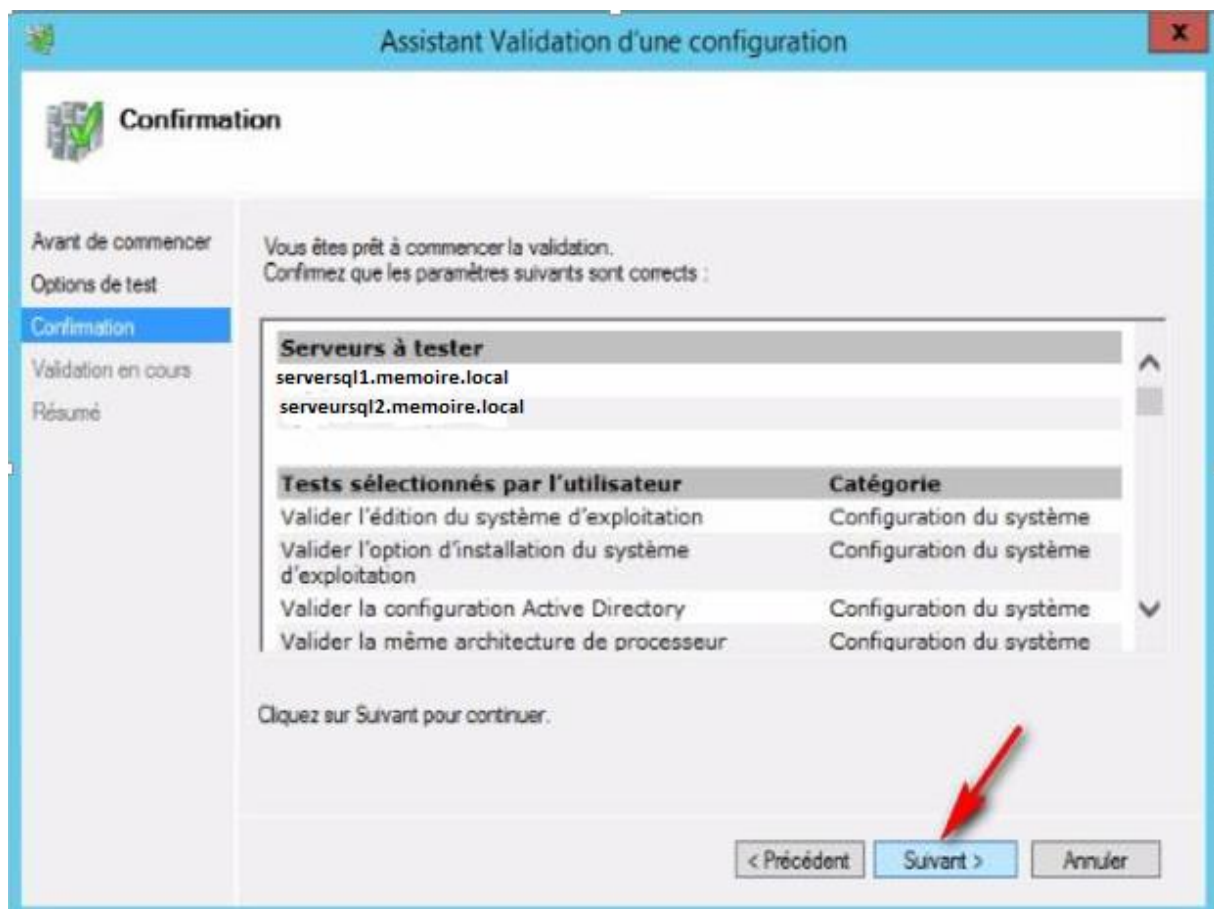 Assistant Validation d'une configuration
x
Confirmation
Avant de commencer
Options de test
Confirmation
Validation en cours
Résumé
Vous êtes prêt à commencer la validation.
Confirmez que les paramètres suivants sont corrects :
Serveurs à tester
serversql1.memoire.local
serveursql2.memoire.local
Tests sélectionnés par l'utilisateur Catégorie
Valider l'édition du système d'exploitation Configuration du système
Valider l'option d'installation du système Configuration du système
d'exploitation
Valider la configuration Active Directory Configuration du système
Valider la même architecture de processeur Configuration du système
Cliquez sur Suivant pour continuer.
< Précédent Suivant > Annuler